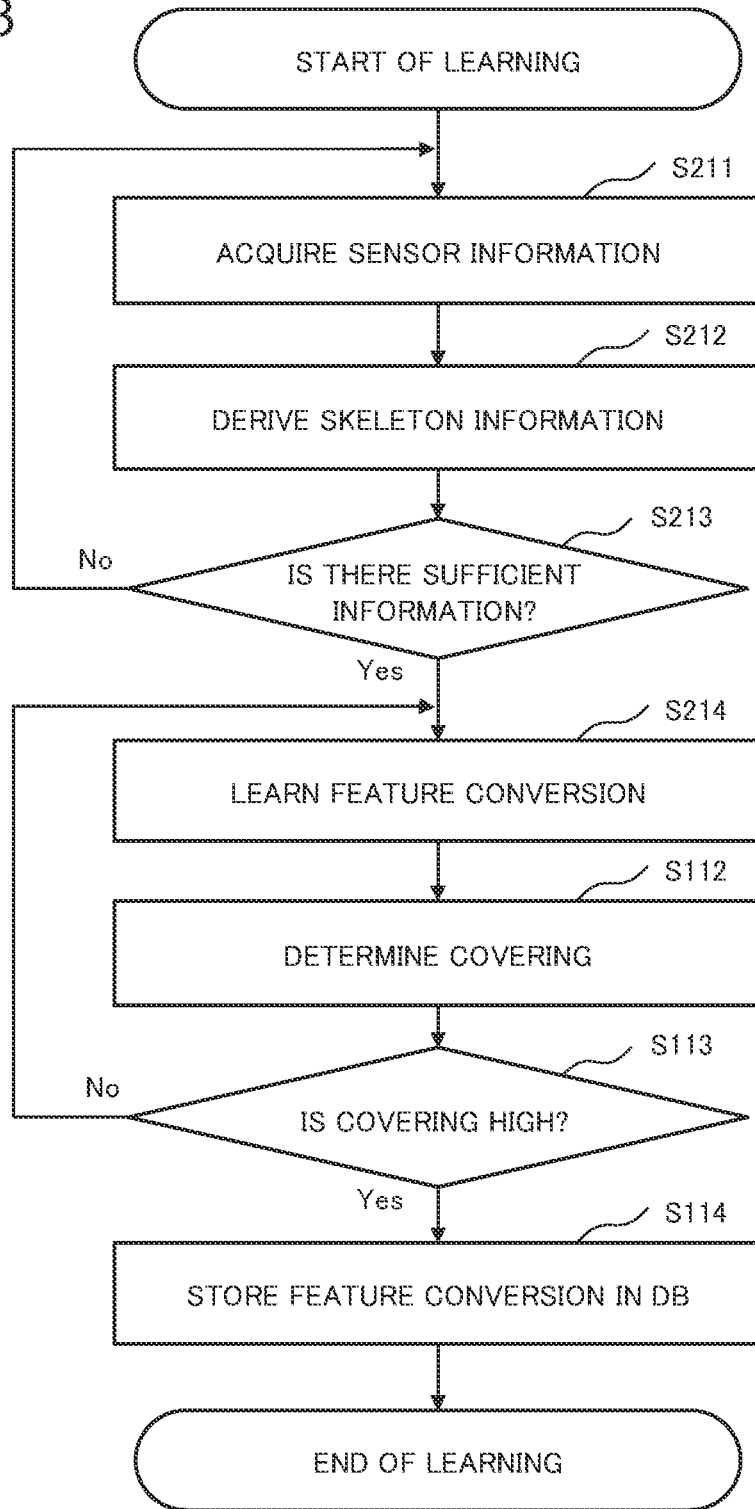 START OF LEARNING
S211
ACQUIRE SENSOR INFORMATION
S212
DERIVE SKELETON INFORMATION
S213
No
IS THERE SUFFICIENT
INFORMATION?
Yes
S214
LEARN FEATURE CONVERSION
S112
DETERMINE COVERING
S113
No
IS COVERING HIGH?
Yes
S114
STORE FEATURE CONVERSION IN DB
END OF LEARNING